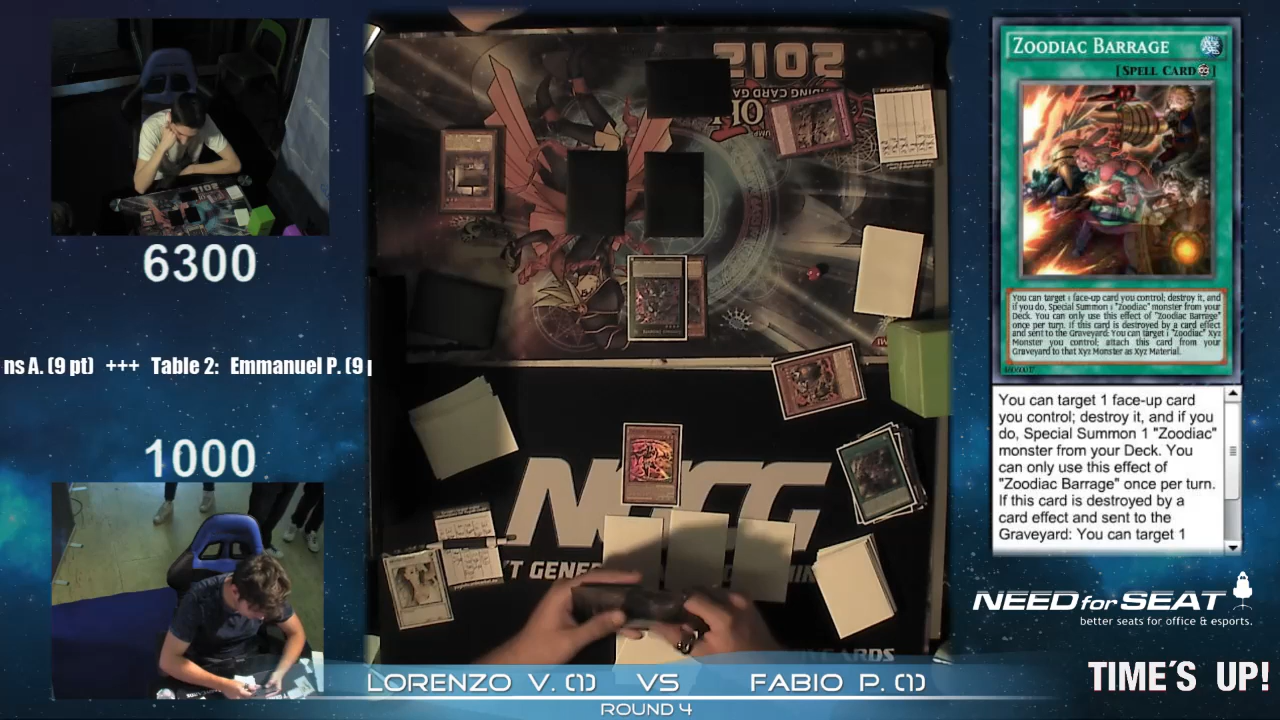 6300
ns A. (9 pt) +++ Table 2: Emmanuel P. (9 p
1000
2012
NEXT GENER
LORENZO V. (1) VS FABIO P. (1)
ROUND 4
ZOODIAC BARRAGE
[SPELL CARD]
You can target 1 face-up card you control; destroy it, and if you do, Special Summon 1 "Zoodiac" monster from your Deck. You can only use this effect of "Zoodiac Barrage" once per turn. If this card is destroyed by a card effect and sent to the Graveyard: You can target 1 "Zoodiac" Xyz Monster you control; attach this card from your Graveyard to that Xyz Monster as Xyz Material.
You can target 1 face-up card
you control; destroy it, and if you
do, Special Summon 1 "Zoodiac"
monster from your Deck. You
can only use this effect of
"Zoodiac Barrage" once per turn.
If this card is destroyed by a
card effect and sent to the
Graveyard: You can target 1
NEED for SEAT
better seats for office & esports.
TIME´S UP!